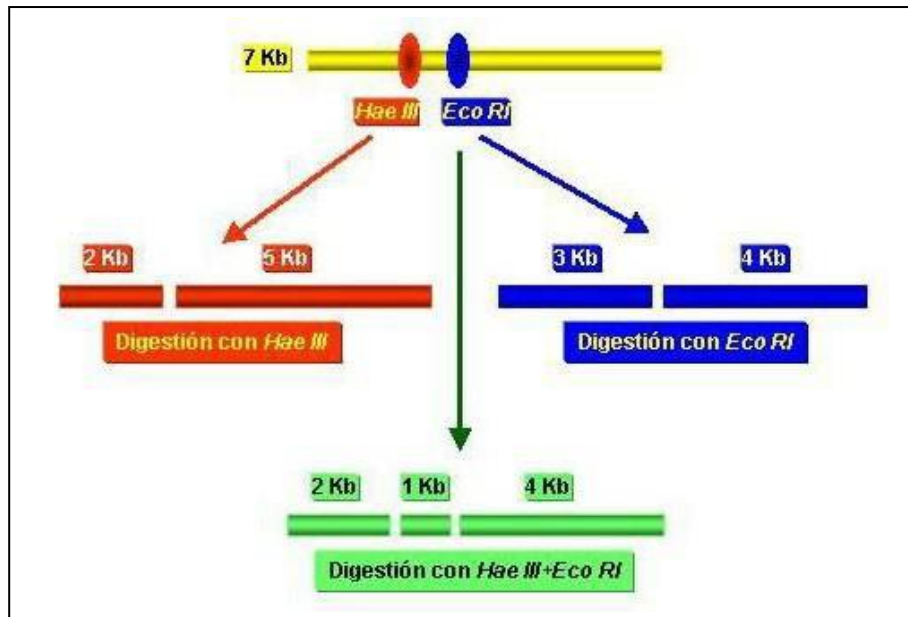 7 Kb
Hae III Eco RI
2 Kb 5 Kb
3 Kb 4 Kb
Digestión con Hae III
Digestión con Eco RI
2 Kb 1 Kb 4 Kb
Digestión con Hae III+Eco RI